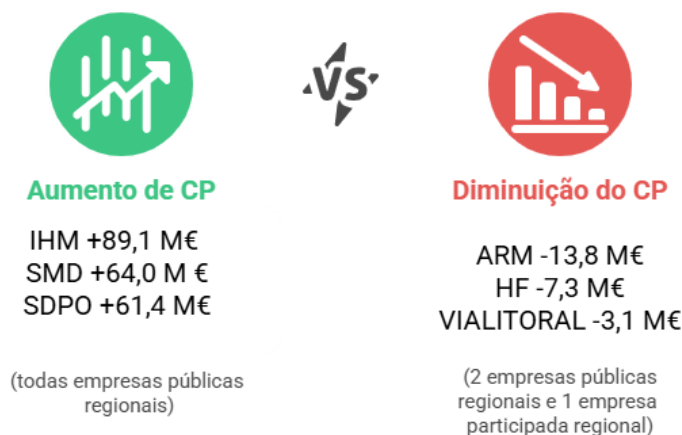 VS
Aumento de CP
IHM +89,1 M€
SMD +64,0 M €
SDPO +61,4 M€
(todas empresas públicas
regionais)
Diminuição do CP
ARM -13,8 M€
HF -7,3 M€
VIALITORAL -3,1 M€
(2 empresas públicas
regionais e 1 empresa
participada regional)